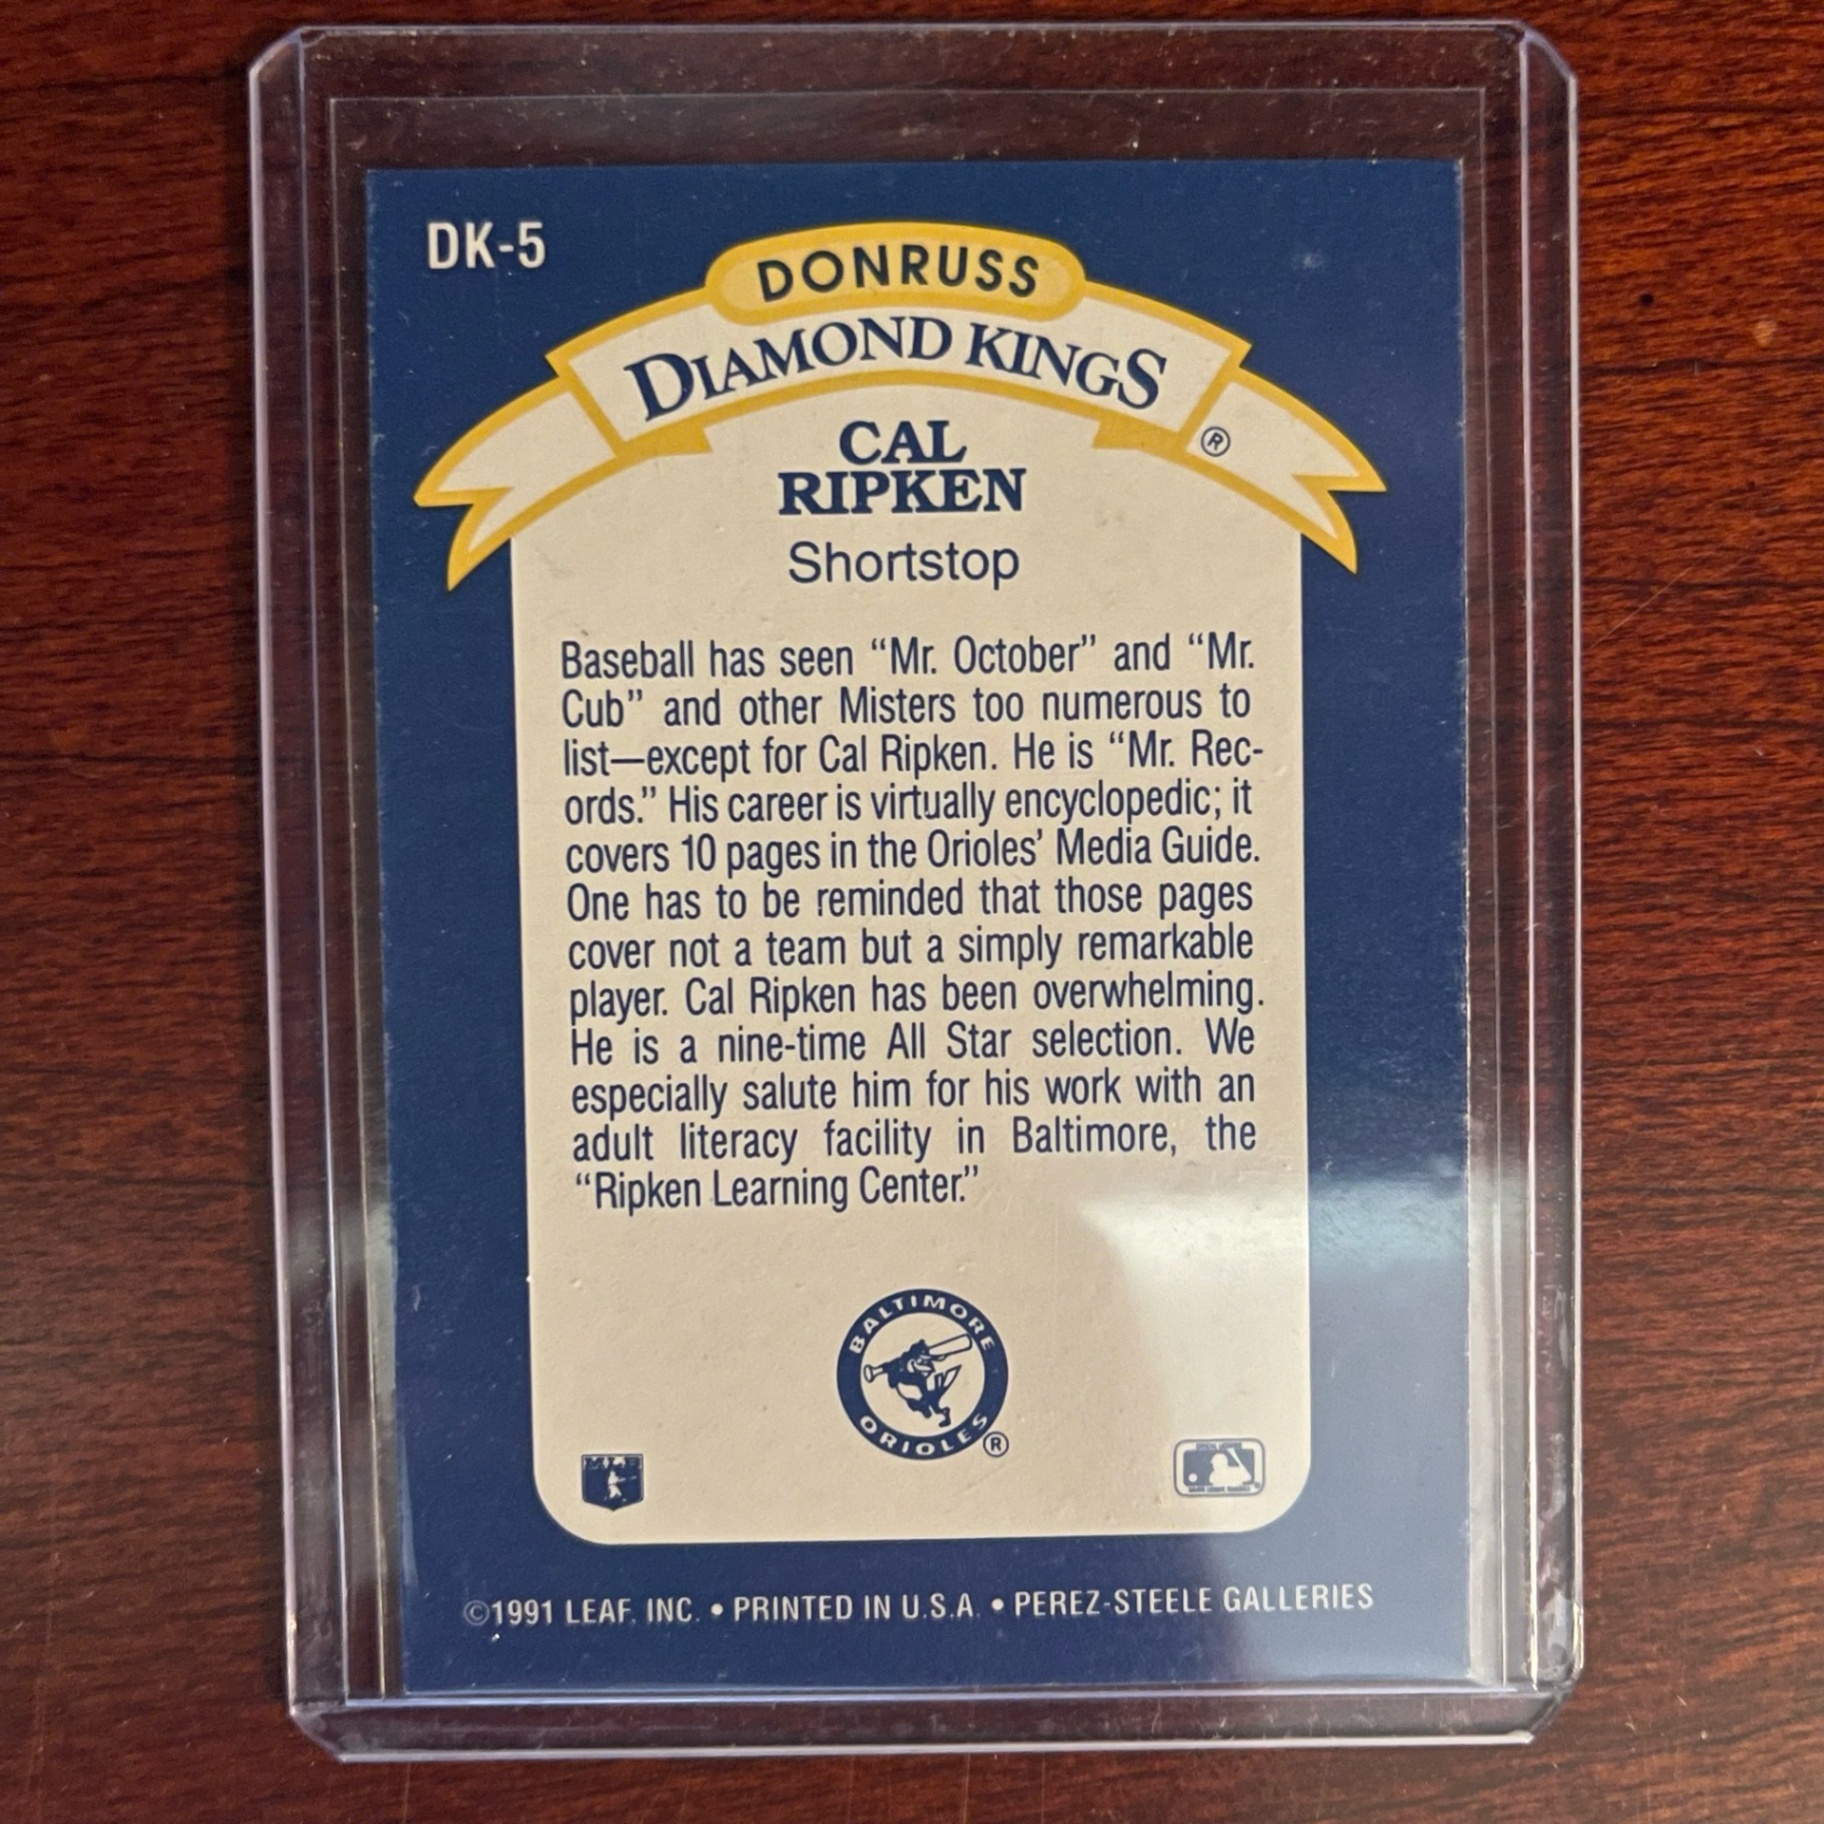 DK-5
DONRUSS
DIAMOND KINGS
®
CAL
RIPKEN
Shortstop
Baseball has seen “Mr. October” and “Mr.
Cub” and other Misters too numerous to
list—except for Cal Ripken. He is “Mr. Rec-
ords.” His career is virtually encyclopedic; it
covers 10 pages in the Orioles’ Media Guide.
One has to be reminded that those pages
cover not a team but a simply remarkable
player. Cal Ripken has been overwhelming.
He is a nine-time All Star selection. We
especially salute him for his work with an
adult literacy facility in Baltimore, the
“Ripken Learning Center.”
BALTIMORE
ORIOLES
®
©1991 LEAF, INC. • PRINTED IN U.S.A. • PEREZ-STEELE GALLERIES